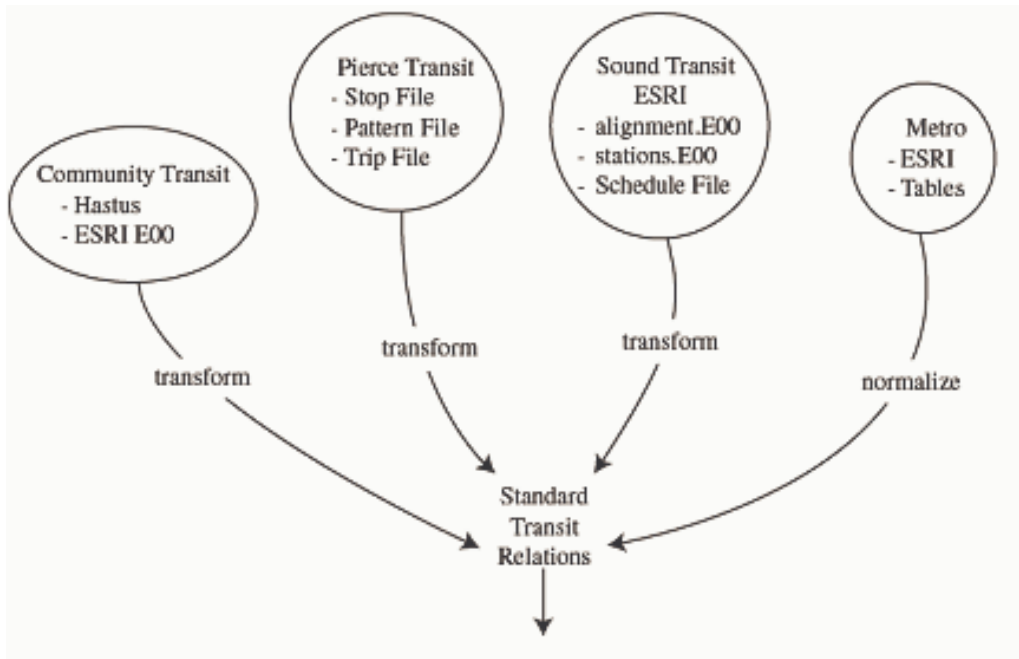 Community Transit
- Hastus
- ESRI E00
Pierce Transit
- Stop File
- Pattern File
- Trip File
Sound Transit
ESRI
- alignment.E00
- stations.E00
- Schedule File
Metro
- ESRI
- Tables
transform
transform
transform
normalize
Standard
Transit
Relations